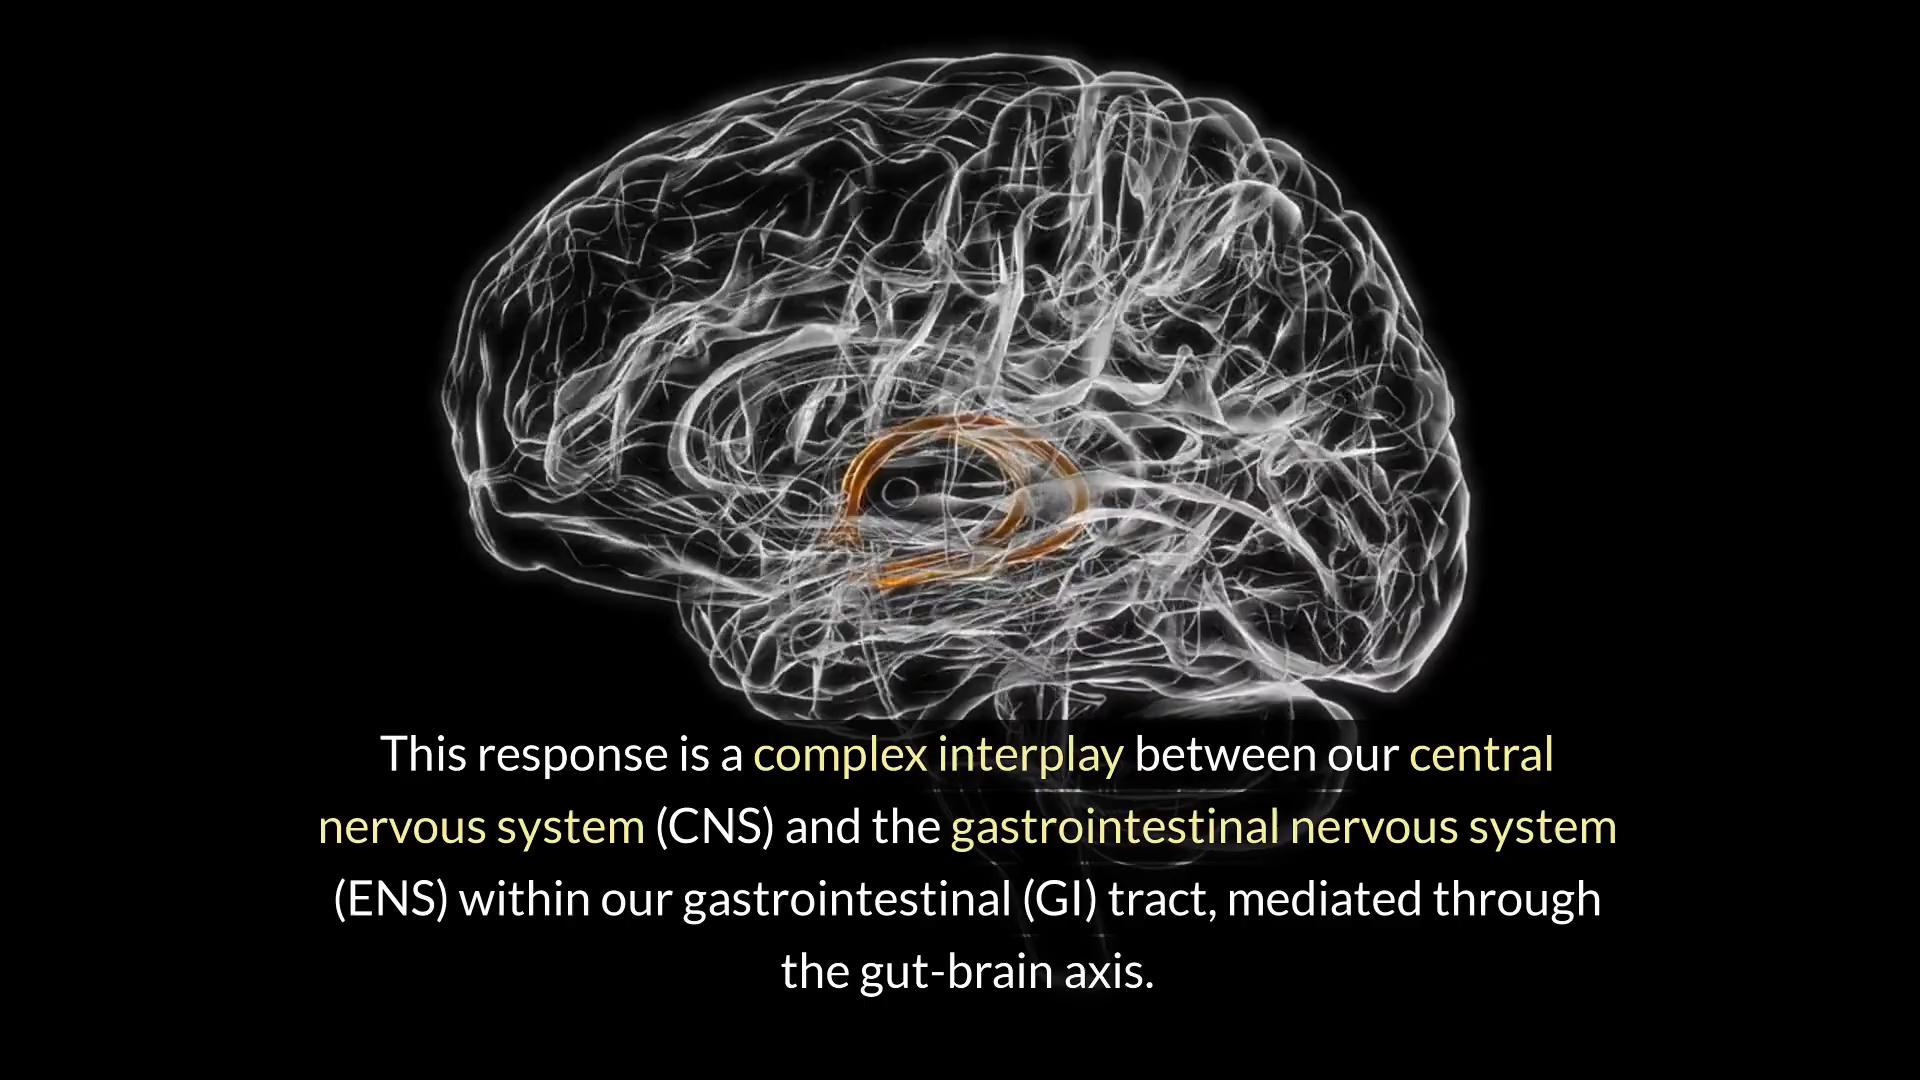 This response is a complex interplay between our central
nervous system (CNS) and the gastrointestinal nervous system
(ENS) within our gastrointestinal (GI) tract, mediated through
the gut-brain axis.